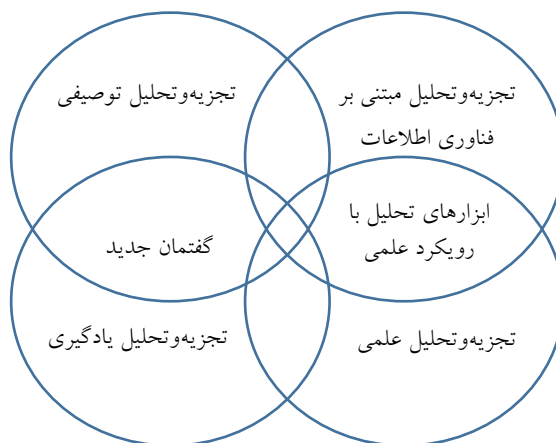 تجزیه‌وتحلیل مبتنی بر
فناوری اطلاعات
تجزیه‌وتحلیل توصیفی
ابزارهای تحلیل با
رویکرد علمی
گفتمان جدید
تجزیه‌وتحلیل علمی
تجزیه‌وتحلیل یادگیری